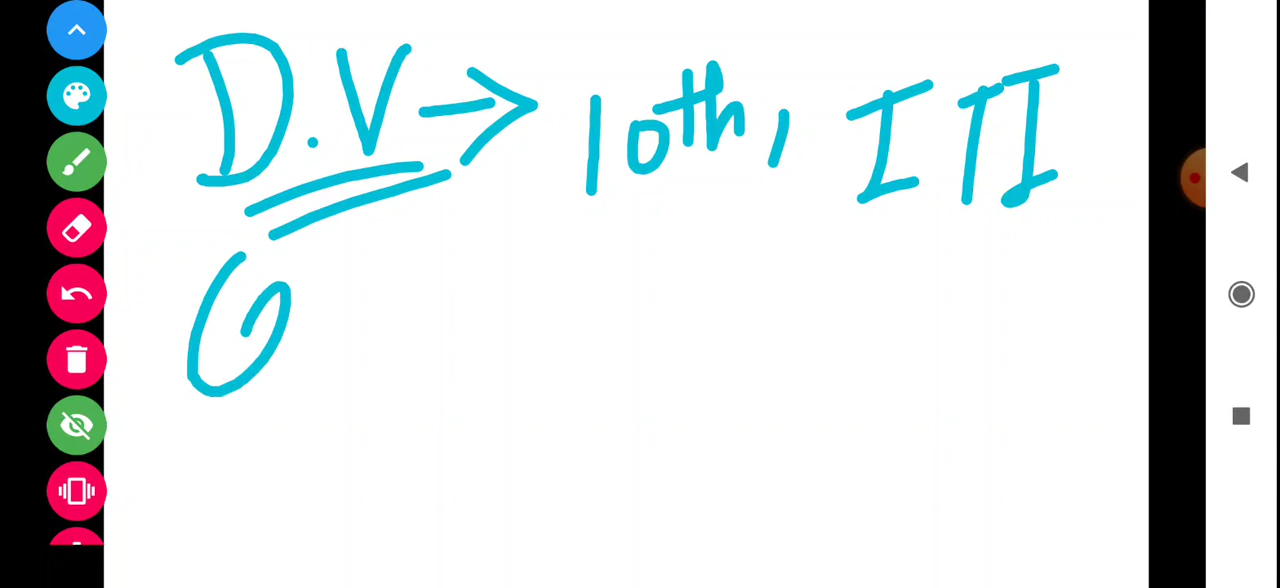 D.V → 10th, ITI